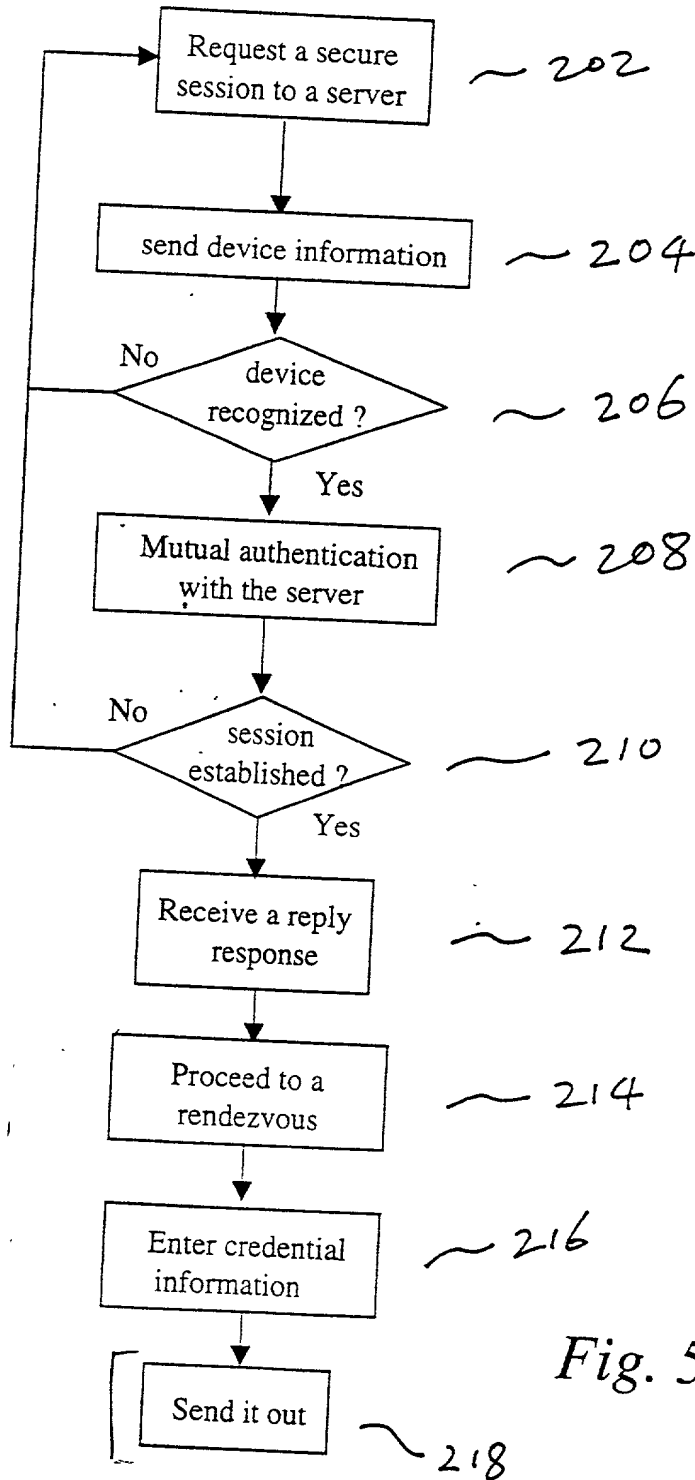 Request a secure
session to a server
~ 202
send device information
~ 204
No
device
recognized ?
~ 206
Yes
Mutual authentication
with the server
~ 208
No
session
established ?
~ 210
Yes
Receive a reply
response
~ 212
Proceed to a
rendezvous
~ 214
Enter credential
information
~ 216
Send it out
~ 218
Fig. 5